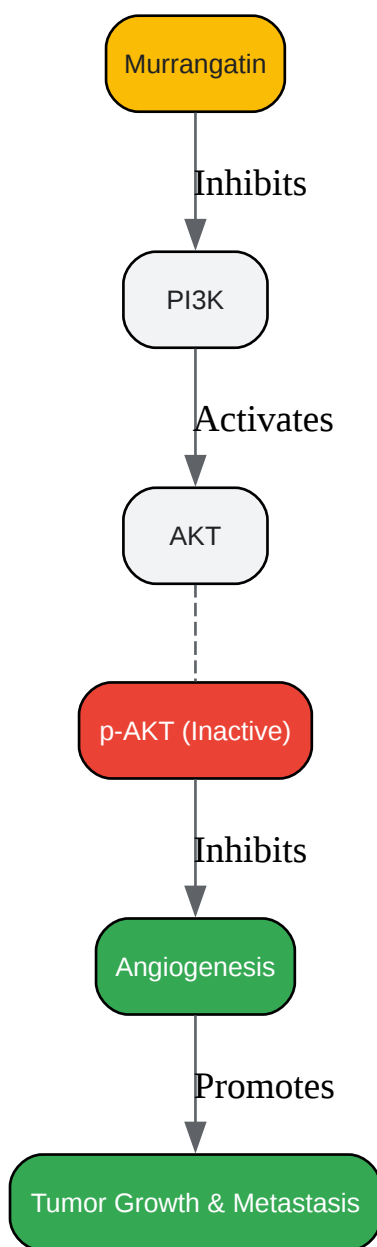 Murrangatin
Inhibits
PI3K
Activates
AKT
p-AKT (Inactive)
Inhibits
Angiogenesis
Promotes
Tumor Growth & Metastasis